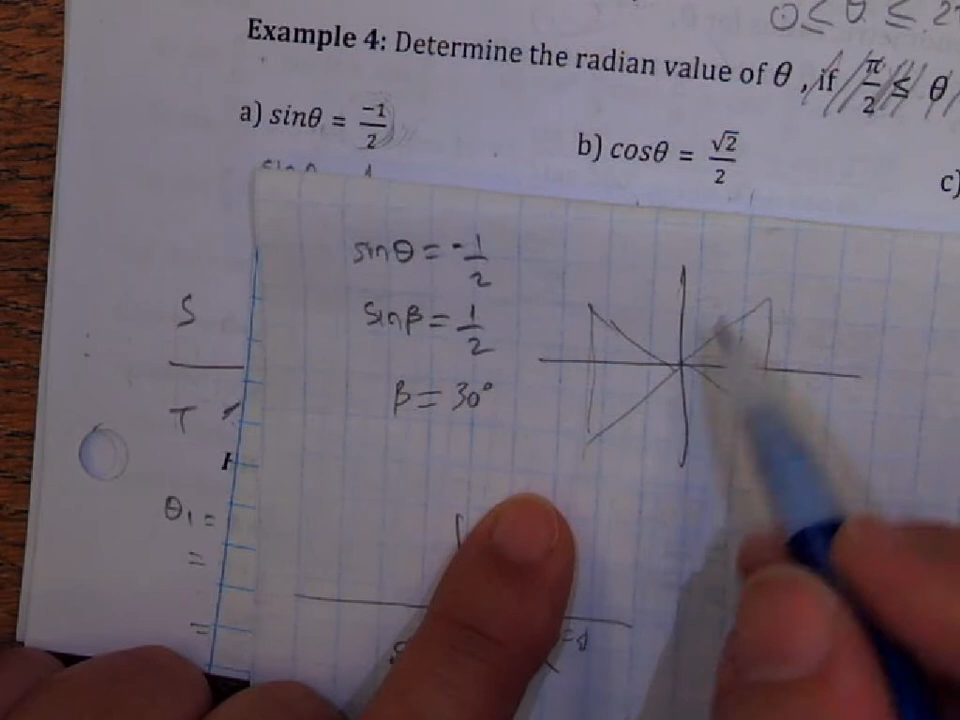 0 ≤ θ ≤ 2
Example 4: Determine the radian value of θ , if π/2 ≤ θ
a) sinθ = -1/2
b) cosθ = √2/2
c)
sinθ = -1/2
S
sinβ = 1/2
β = 30°
T
θ₁ =
=
=